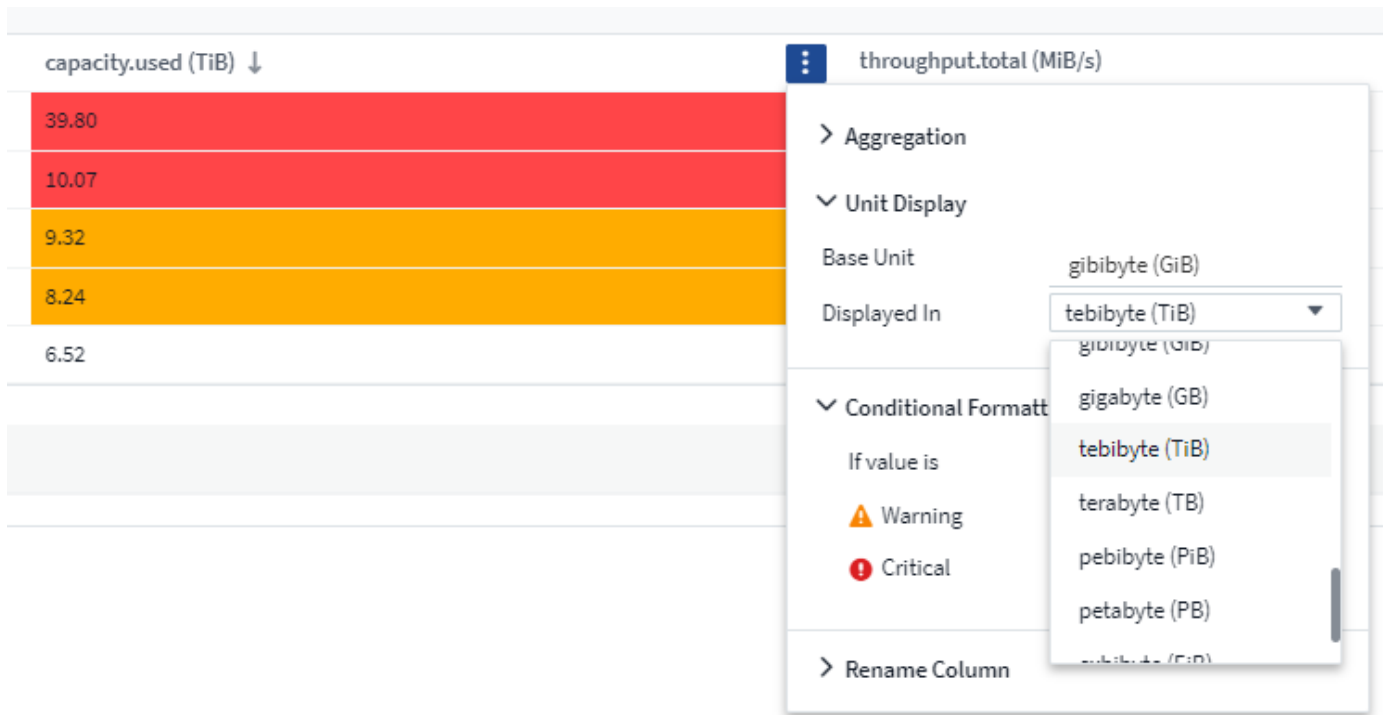 capacity.used (TiB) ↓
throughput.total (MiB/s)
39.80
10.07
9.32
8.24
6.52
Aggregation
Unit Display
Base Unit
gibibyte (GiB)
Displayed In
tebibyte (TiB)
gibibyte (GiB)
gigabyte (GB)
tebibyte (TiB)
terabyte (TB)
pebibyte (PiB)
petabyte (PB)
Conditional Formatt
If value is
Warning
Critical
Rename Column